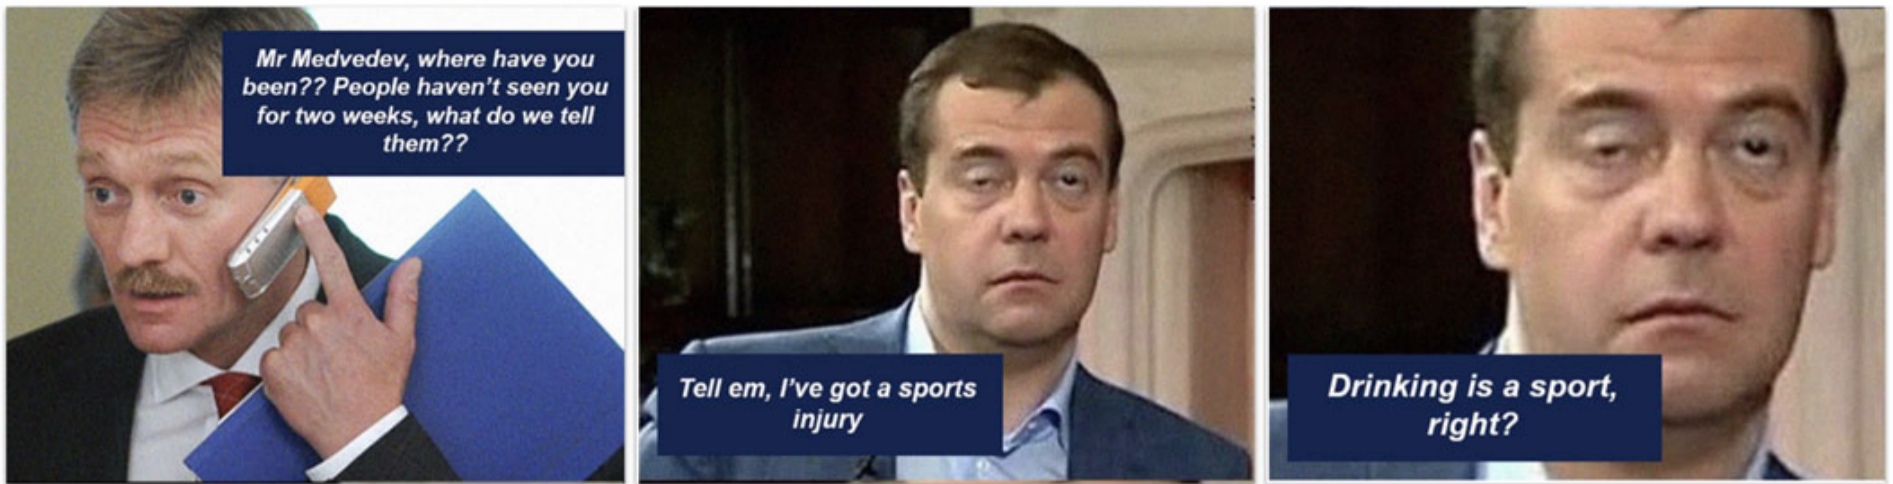 Mr Medvedev, where have you
been?? People haven't seen you
for two weeks, what do we tell
them??
Tell em, I've got a sports
injury
Drinking is a sport,
right?